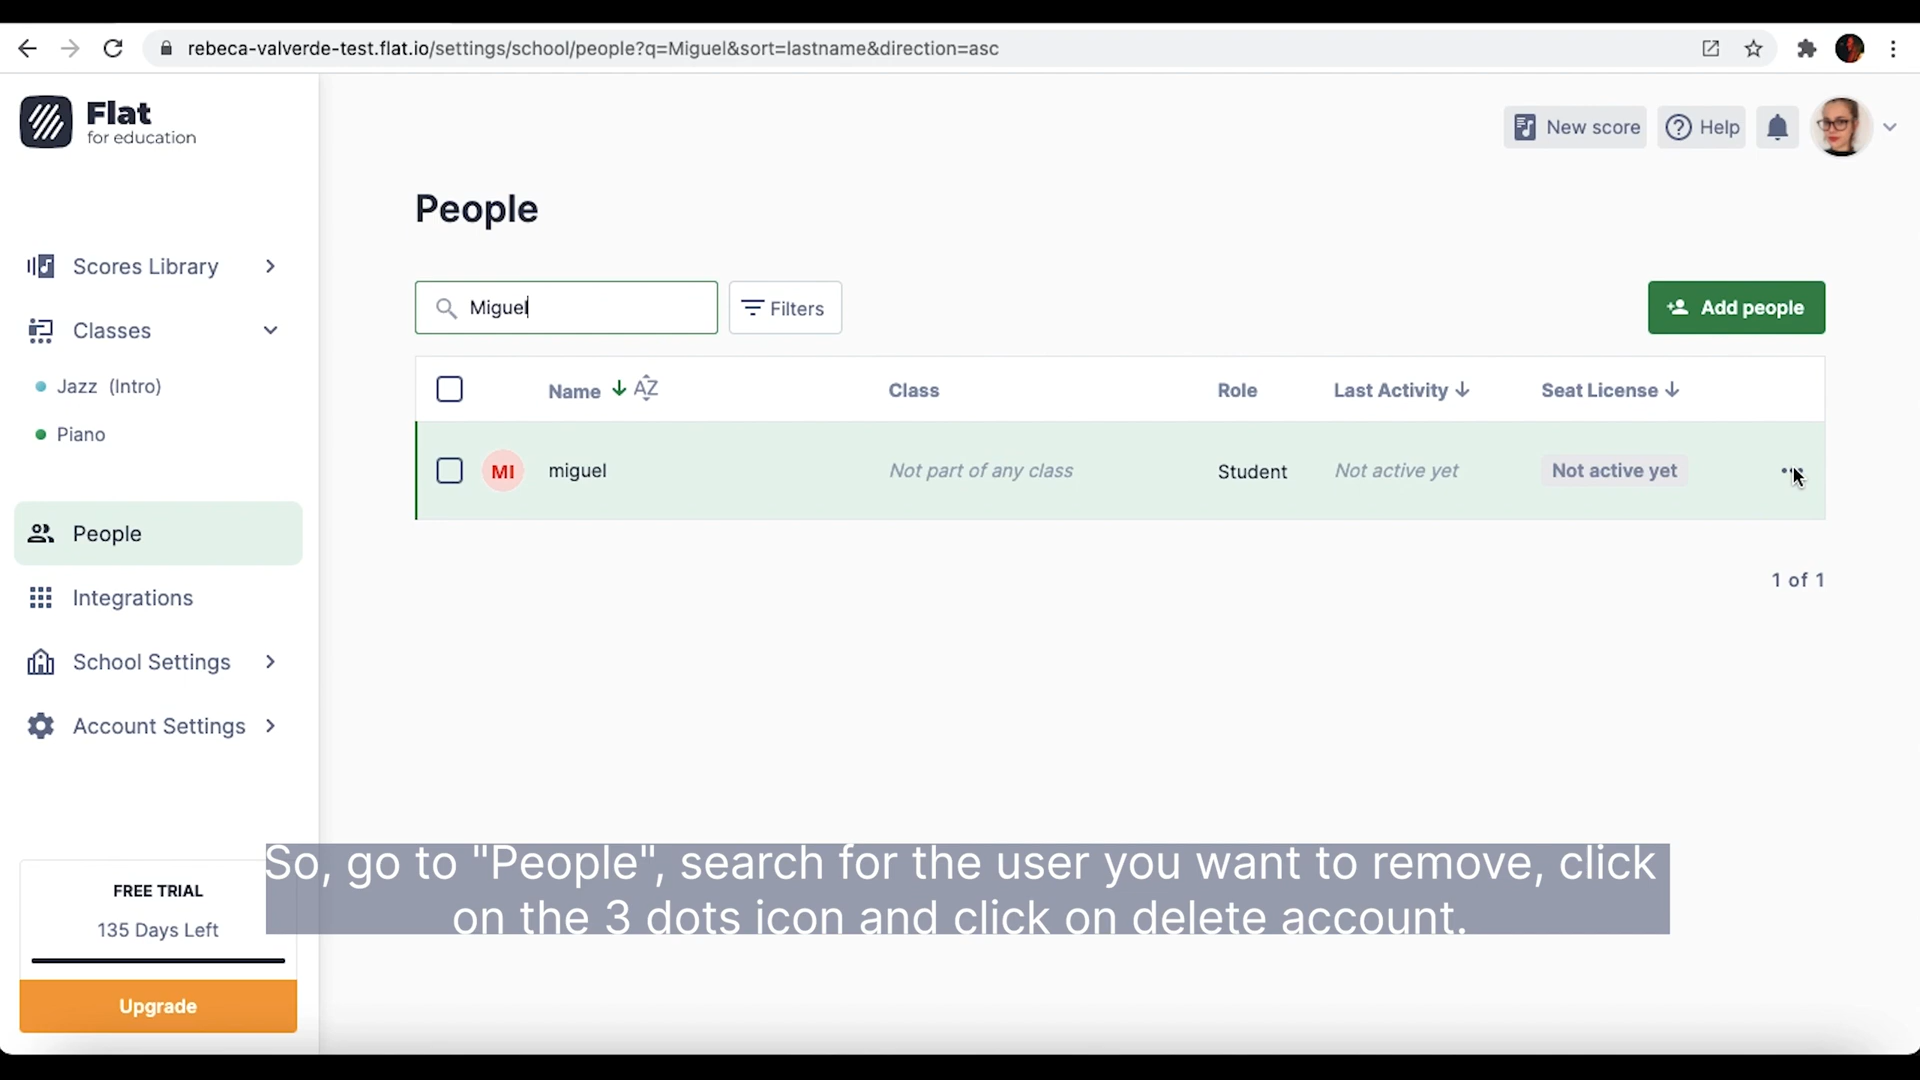 rebeca-valverde-test.flat.io/settings/school/people?q=Miguel&sort=lastname&direction=asc
Flat
for education
New score
Help
People
Scores Library
Miguel
Filters
Add people
Classes
Jazz (Intro)
Name
AZ
Class
Role
Last Activity
Seat License
Piano
MI
miguel
Not part of any class
Student
Not active yet
Not active yet
People
1 of 1
Integrations
School Settings
Account Settings
So, go to "People", search for the user you want to remove, click
on the 3 dots icon and click on delete account.
FREE TRIAL
135 Days Left
Upgrade